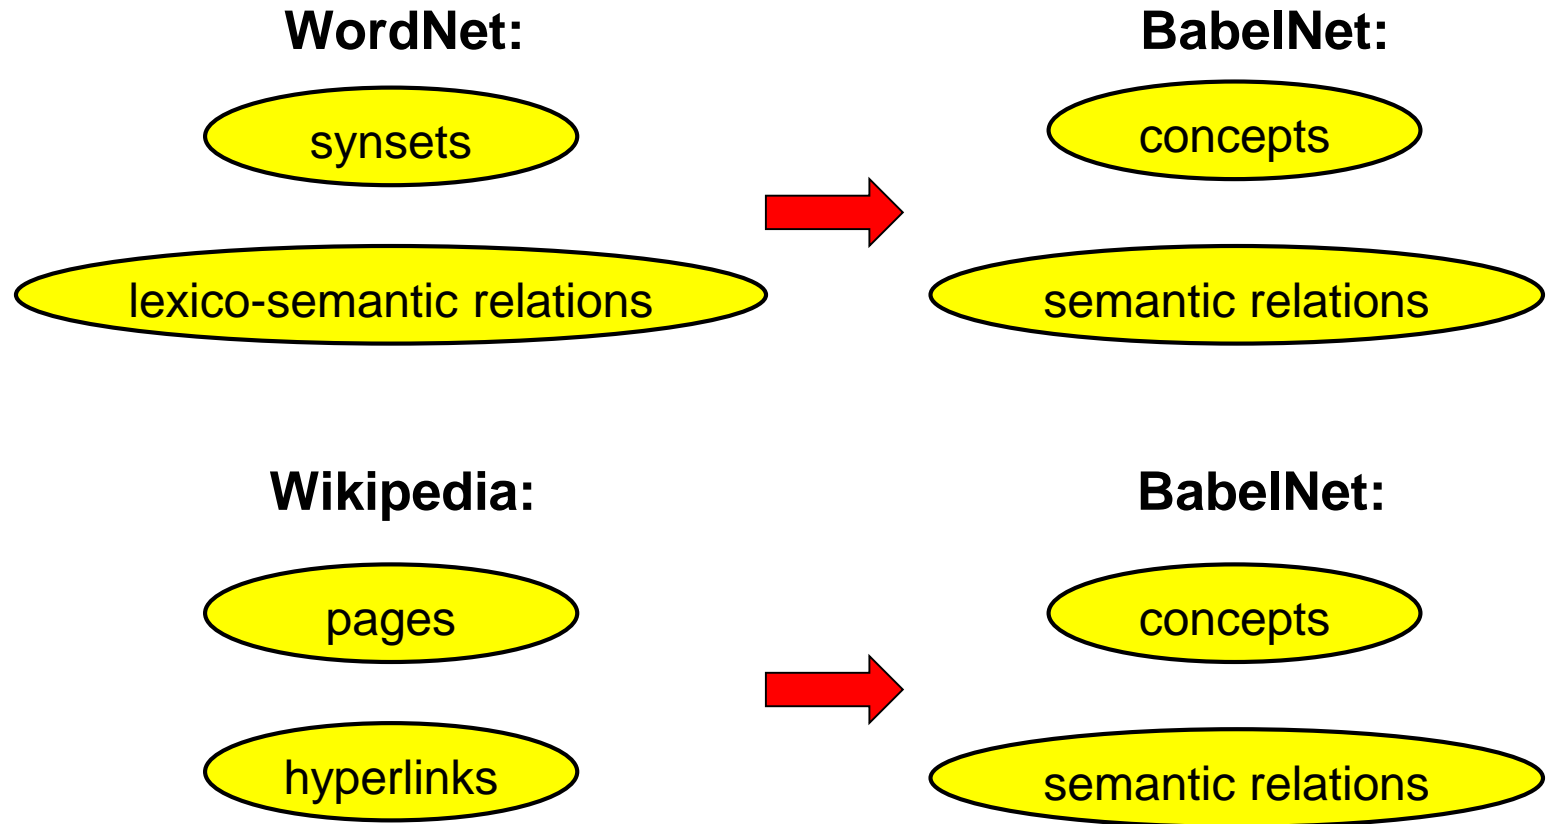 WordNet:
BabelNet:
synsets
concepts
lexico-semantic relations
semantic relations
Wikipedia:
BabelNet:
pages
concepts
hyperlinks
semantic relations